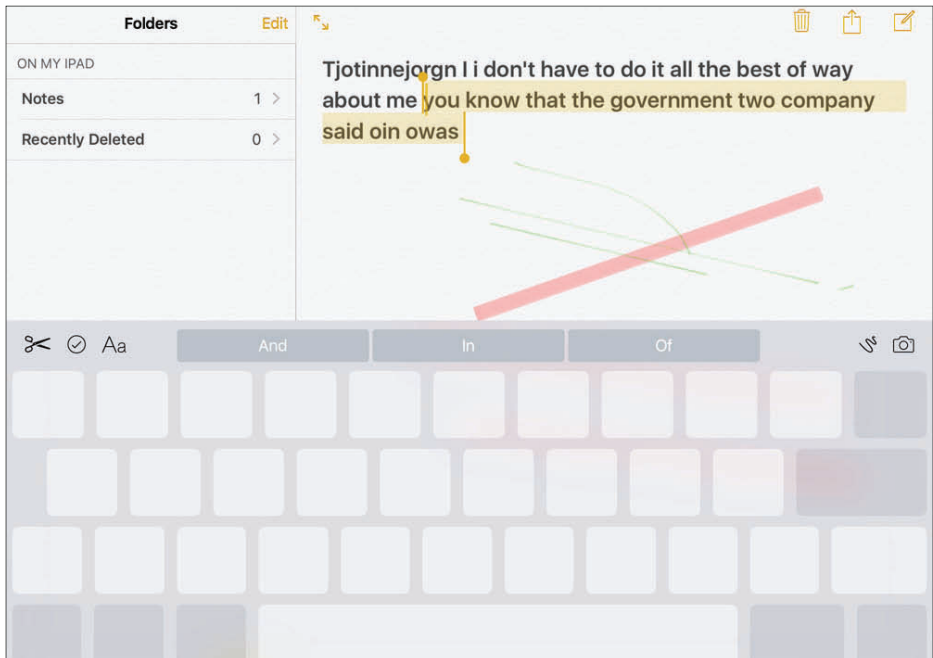 Folders
Edit
ON MY IPAD
Notes 1
Recently Deleted 0
Tjotinnejorgn I i don't have to do it all the best of way
about me you know that the government two company
said oin owas
Aa
And
In
Of